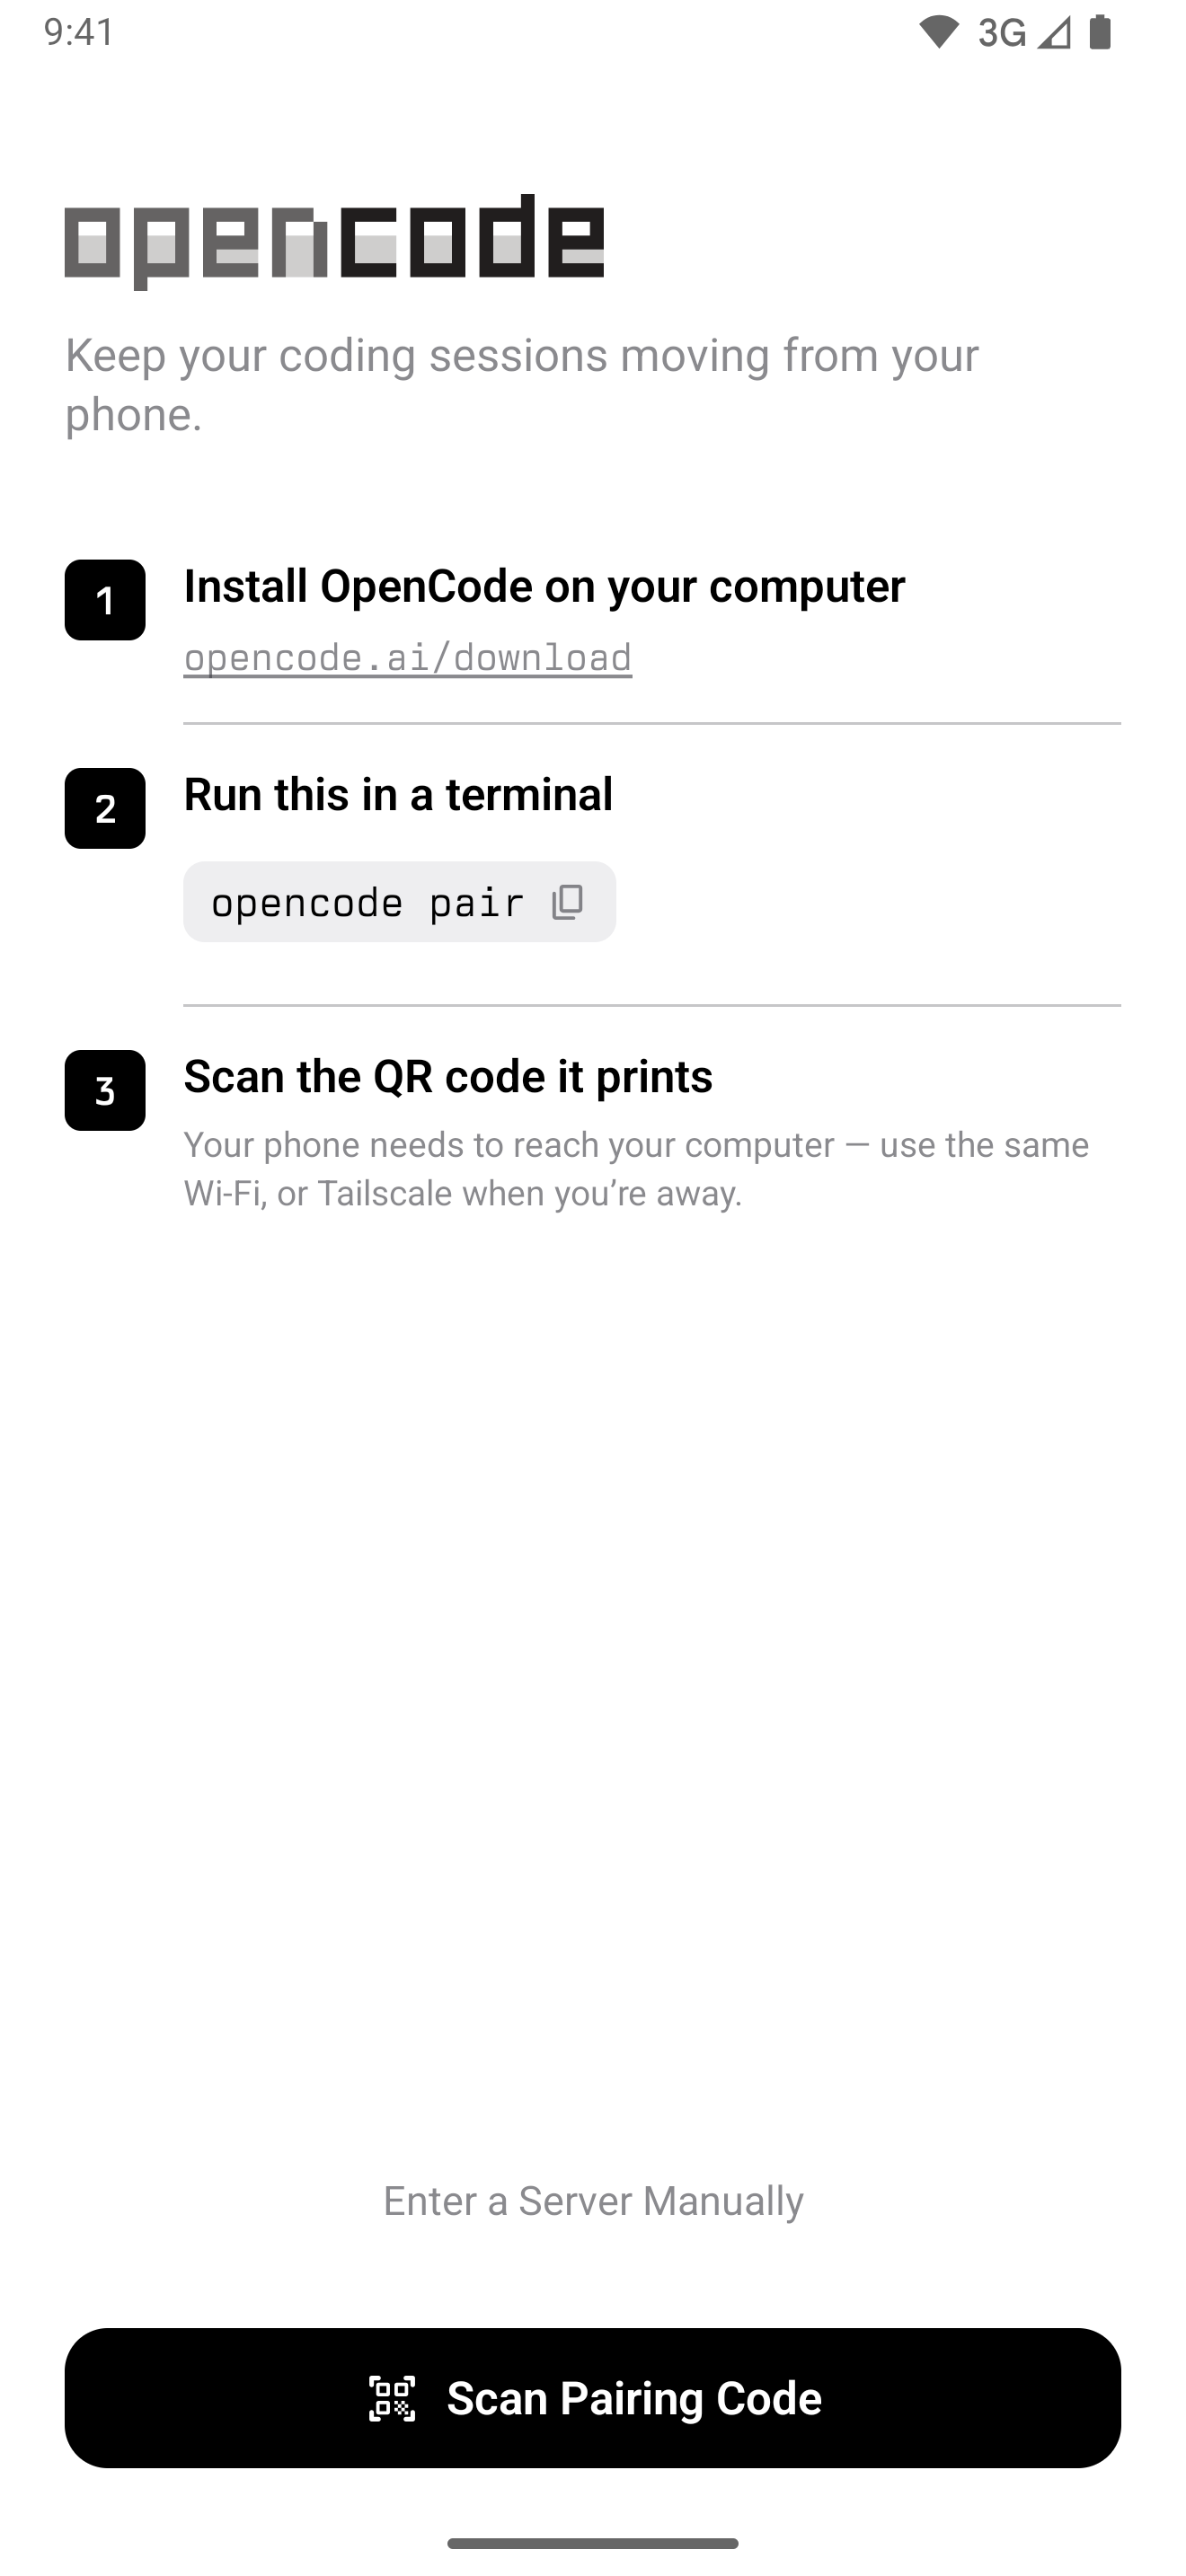 9:41
3G
opencode
Keep your coding sessions moving from your
phone.
1
Install OpenCode on your computer
opencode.ai/download
2
Run this in a terminal
opencode pair
3
Scan the QR code it prints
Your phone needs to reach your computer — use the same
Wi-Fi, or Tailscale when you’re away.
Enter a Server Manually
Scan Pairing Code